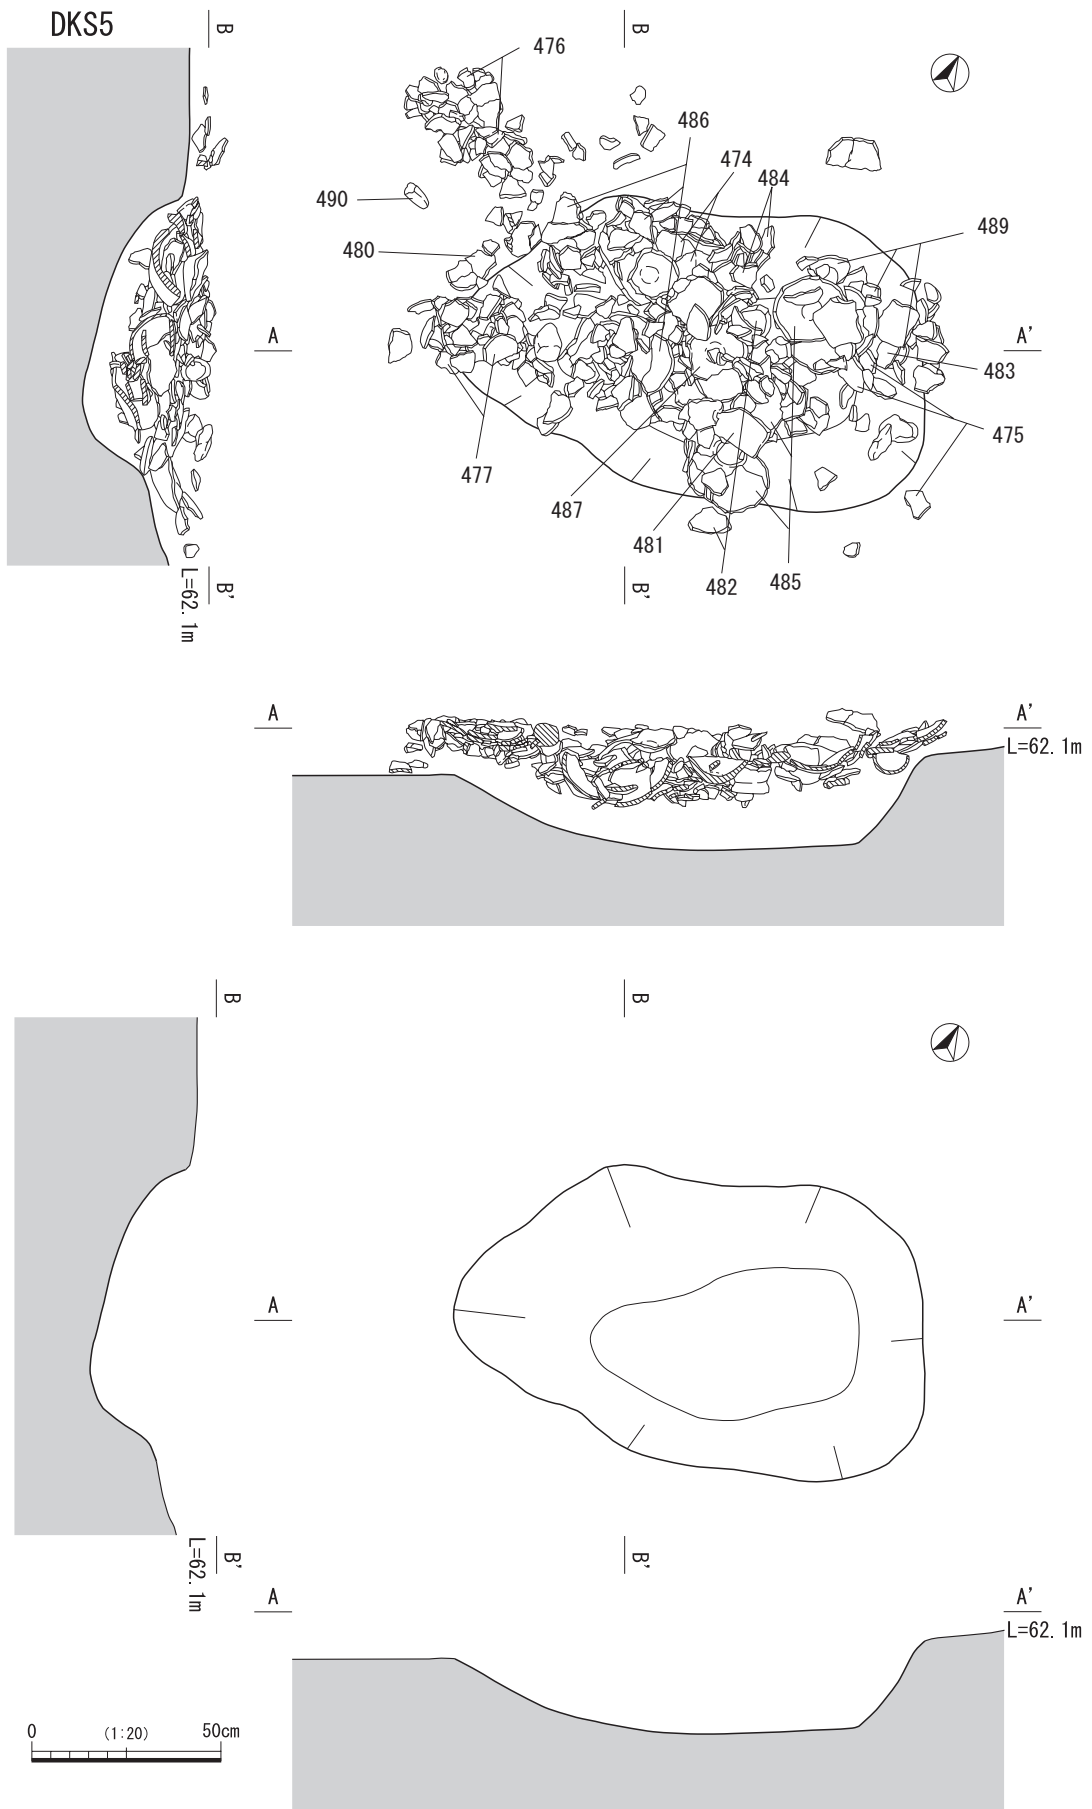 DKS5
B
B
476
486
474
484
490
480
489
A
A'
483
475
477
487
481
482
485
B'
B'
L=62.1m
A
A'
L=62.1m
B
B
A
A'
B'
B'
L=62.1m
A
A'
L=62.1m
0 (1:20) 50cm